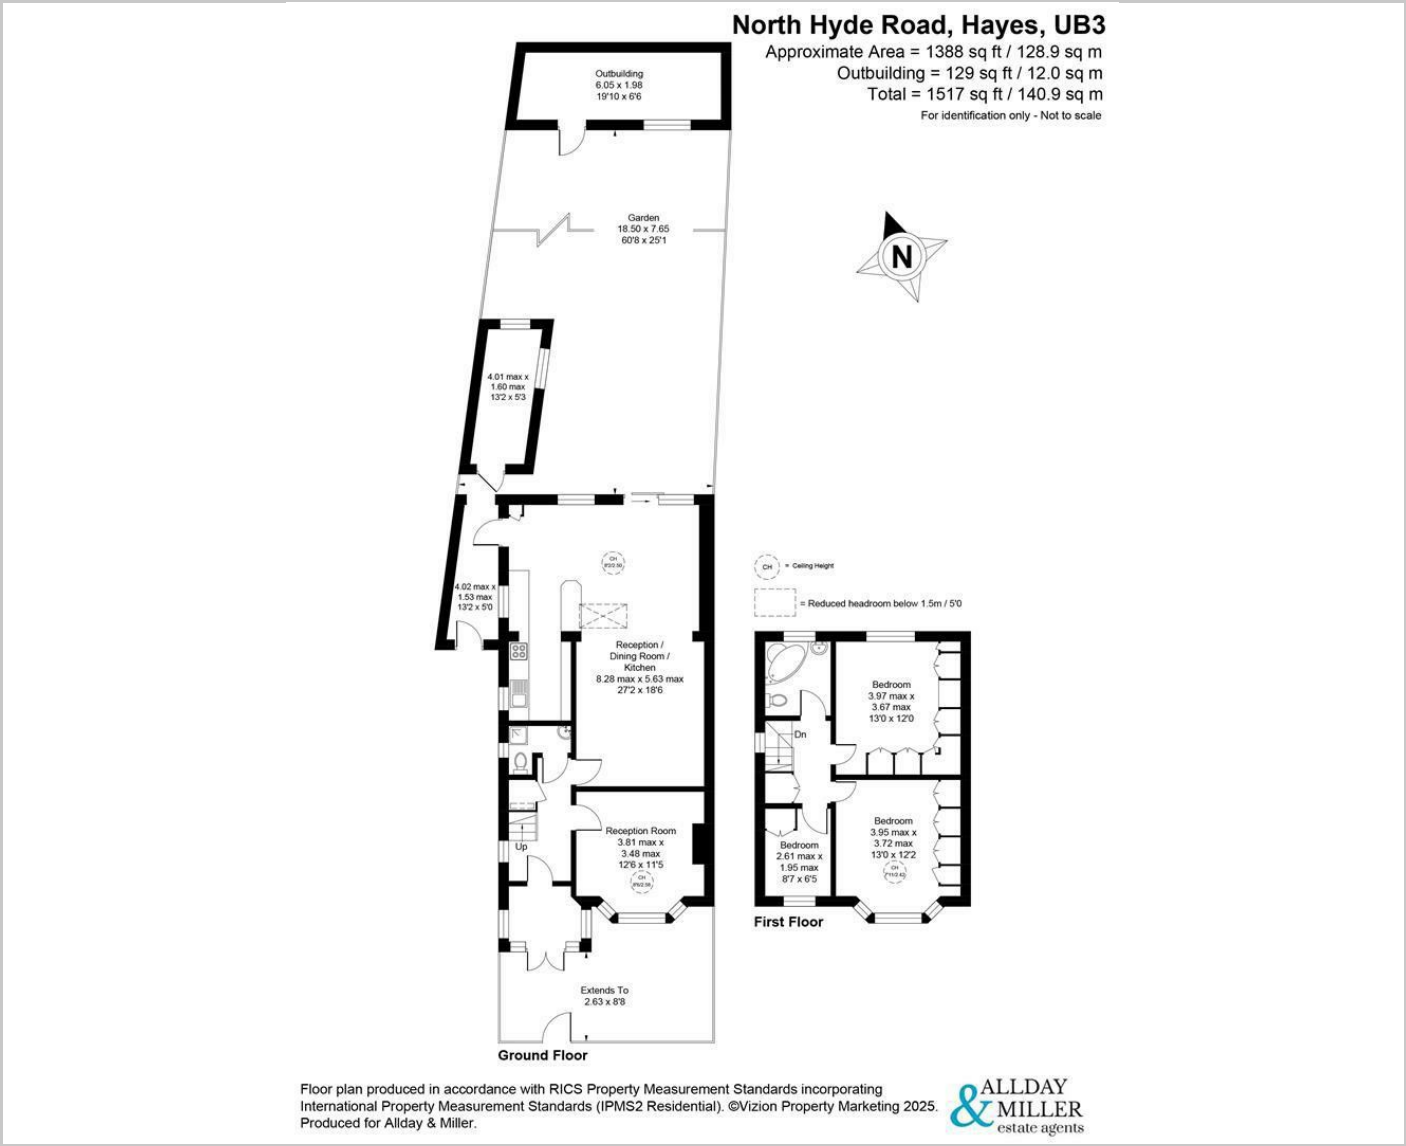 North Hyde Road, Hayes, UB3
Approximate Area = 1388 sq ft / 128.9 sq m
Outbuilding = 129 sq ft / 12.0 sq m
Total = 1517 sq ft / 140.9 sq m
For identification only - Not to scale
Outbuilding
6.05 x 1.98
19'10 x 6'6
Garden
18.50 x 7.65
60'8 x 25'1
N
4.01 max x
1.60 max
13'2 x 5'3
CH
4.02 max x
1.53 max
13'2 x 5'0
Reception /
Dining Room /
Kitchen
8.28 max x 5.63 max
27'2 x 18'6
Reception Room
3.81 max x
3.48 max
12'6 x 11'5
CH
Up
Extends To
2.63 x 8'8
Ground Floor
CH
= Ceiling Height
= Reduced headroom below 1.5m / 5'0
Bedroom
3.97 max x
3.67 max
13'0 x 12'0
Dn
Bedroom
3.95 max x
3.72 max
13'0 x 12'2
CH
Bedroom
2.61 max x
1.95 max
8'7 x 6'5
First Floor
Floor plan produced in accordance with RICS Property Measurement Standards incorporating
International Property Measurement Standards (IPMS2 Residential). ©Vizion Property Marketing 2025.
Produced for Allday & Miller.
ALLDAY
& MILLER
estate agents